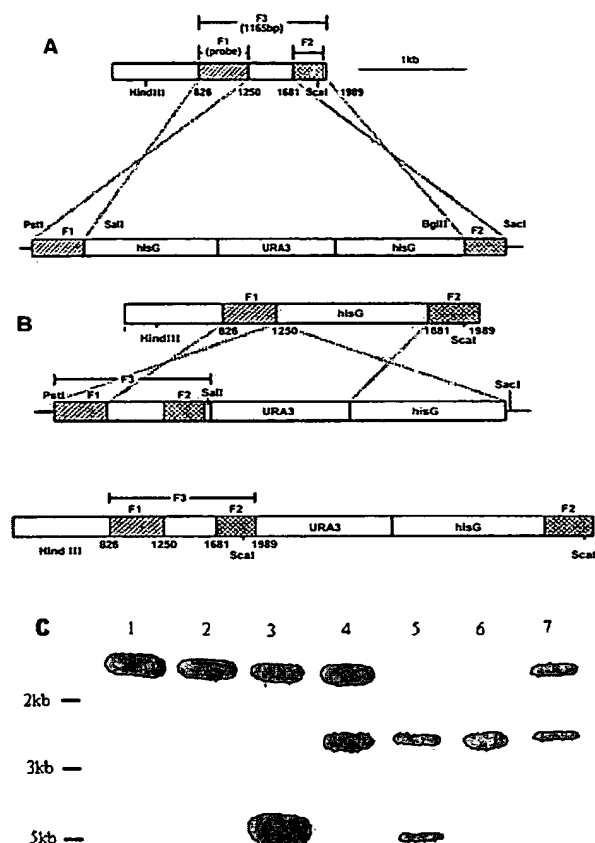 F3
(1165bp)
A
F1
(probe)
F2
1kb
HindIII
826
1250
1681
ScaI
1989
PstI
F1
SalI
BglII
F2
SacI
hisG
URA3
hisG
B
F1
F2
hisG
HindIII
826
1250
1681
1989
ScaI
F3
PstI
F1
F2
SalI
SacI
URA3
hisG
F3
F1
F2
F2
URA3
hisG
Hind III
826
1250
1681
1989
ScaI
ScaI
C
1 2 3 4 5 6 7
2kb
3kb
5kb